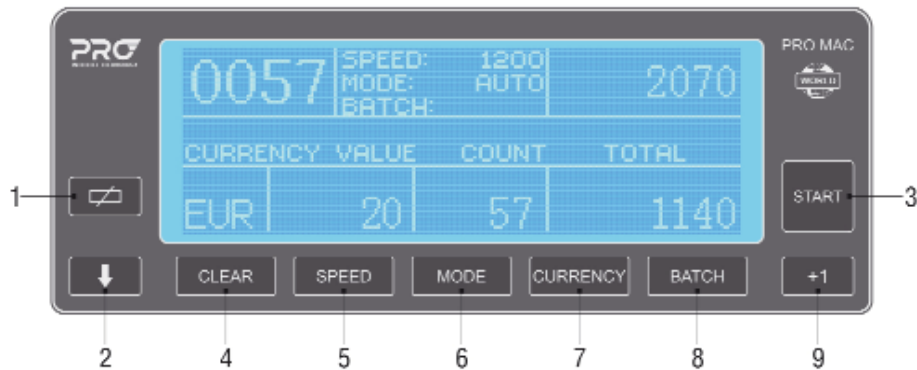 PRO
PRO MAC
WORLD
0057
SPEED: 1200
MODE: AUTO
BATCH:
2070
CURRENCY VALUE COUNT TOTAL
EUR 20 57 1140
1
START
3
CLEAR SPEED MODE CURRENCY BATCH +1
2 4 5 6 7 8 9